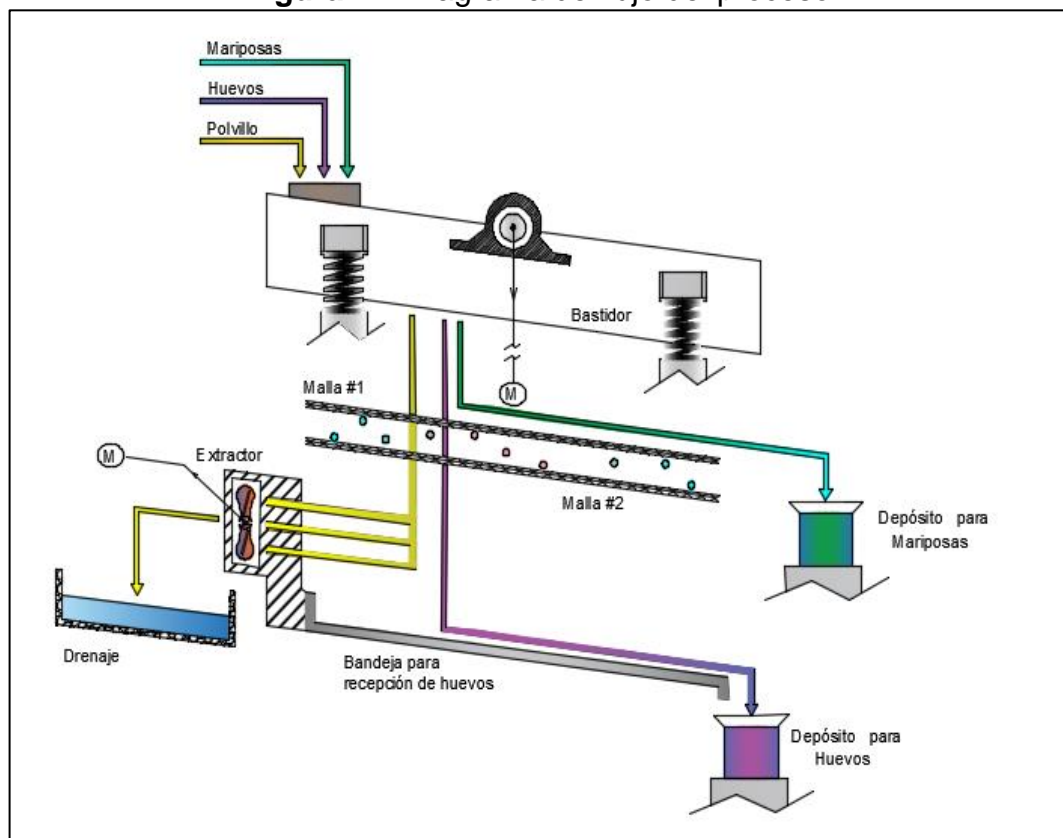 Mariposas
Huevos
Polvillo
Bastidor
Malla #1
M
M
Extractor
Malla #2
Depósito para
Mariposas
Drenaje
Bandeja para
recepción de huevos
Depósito para
Huevos